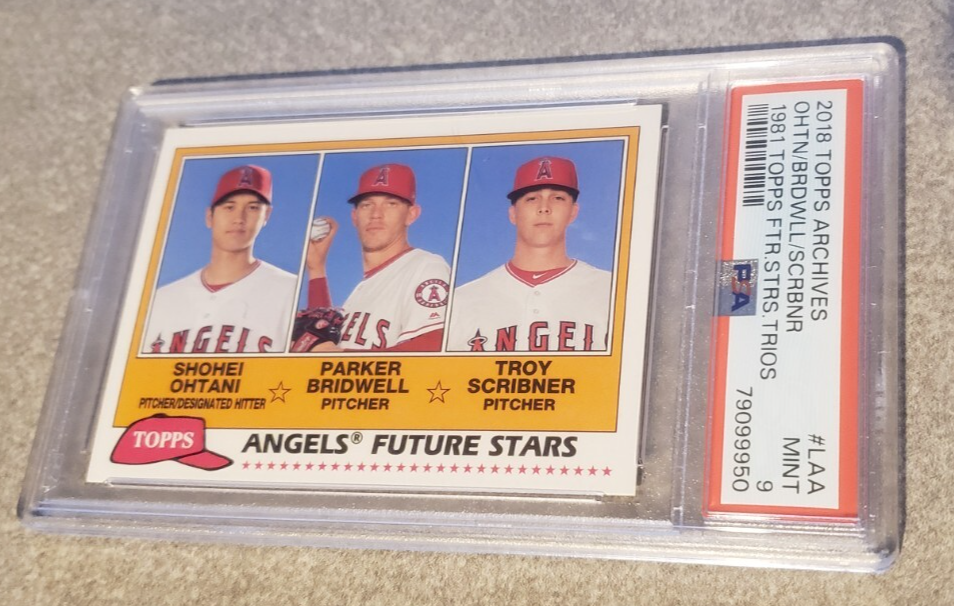 SHOHEI
OHTANI
PITCHER/DESIGNATED HITTER
PARKER
BRIDWELL
PITCHER
TROY
SCRIBNER
PITCHER
TOPPS
ANGELS® FUTURE STARS
A
A
A
ANGELS
ELS
A
ANGEL
2018 TOPPS ARCHIVES #LAA
OHTN/BRDWLL/SCRBNR MINT
1981 TOPPS FTR.STRS.TRIOS 9
79099950
PSA